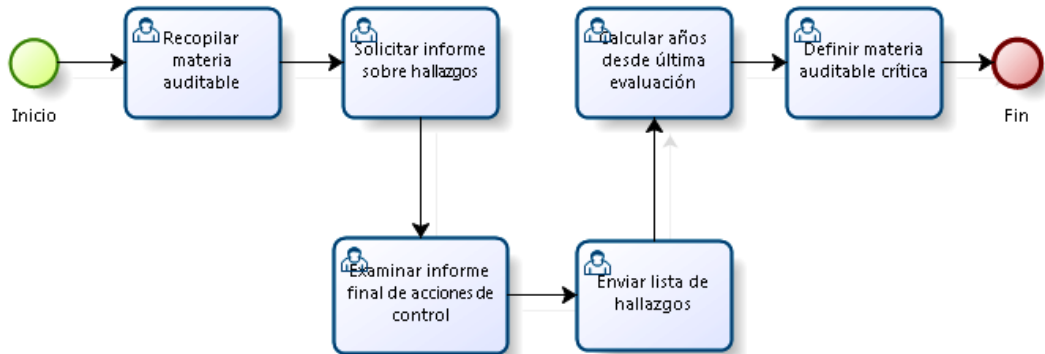 Inicio
Recopilar
materia
auditable
Solicitar informe
sobre hallazgos
Examinar informe
final de acciones de
control
Enviar lista de
hallazgos
Calcular años
desde última
evaluación
Definir materia
auditable crítica
Fin